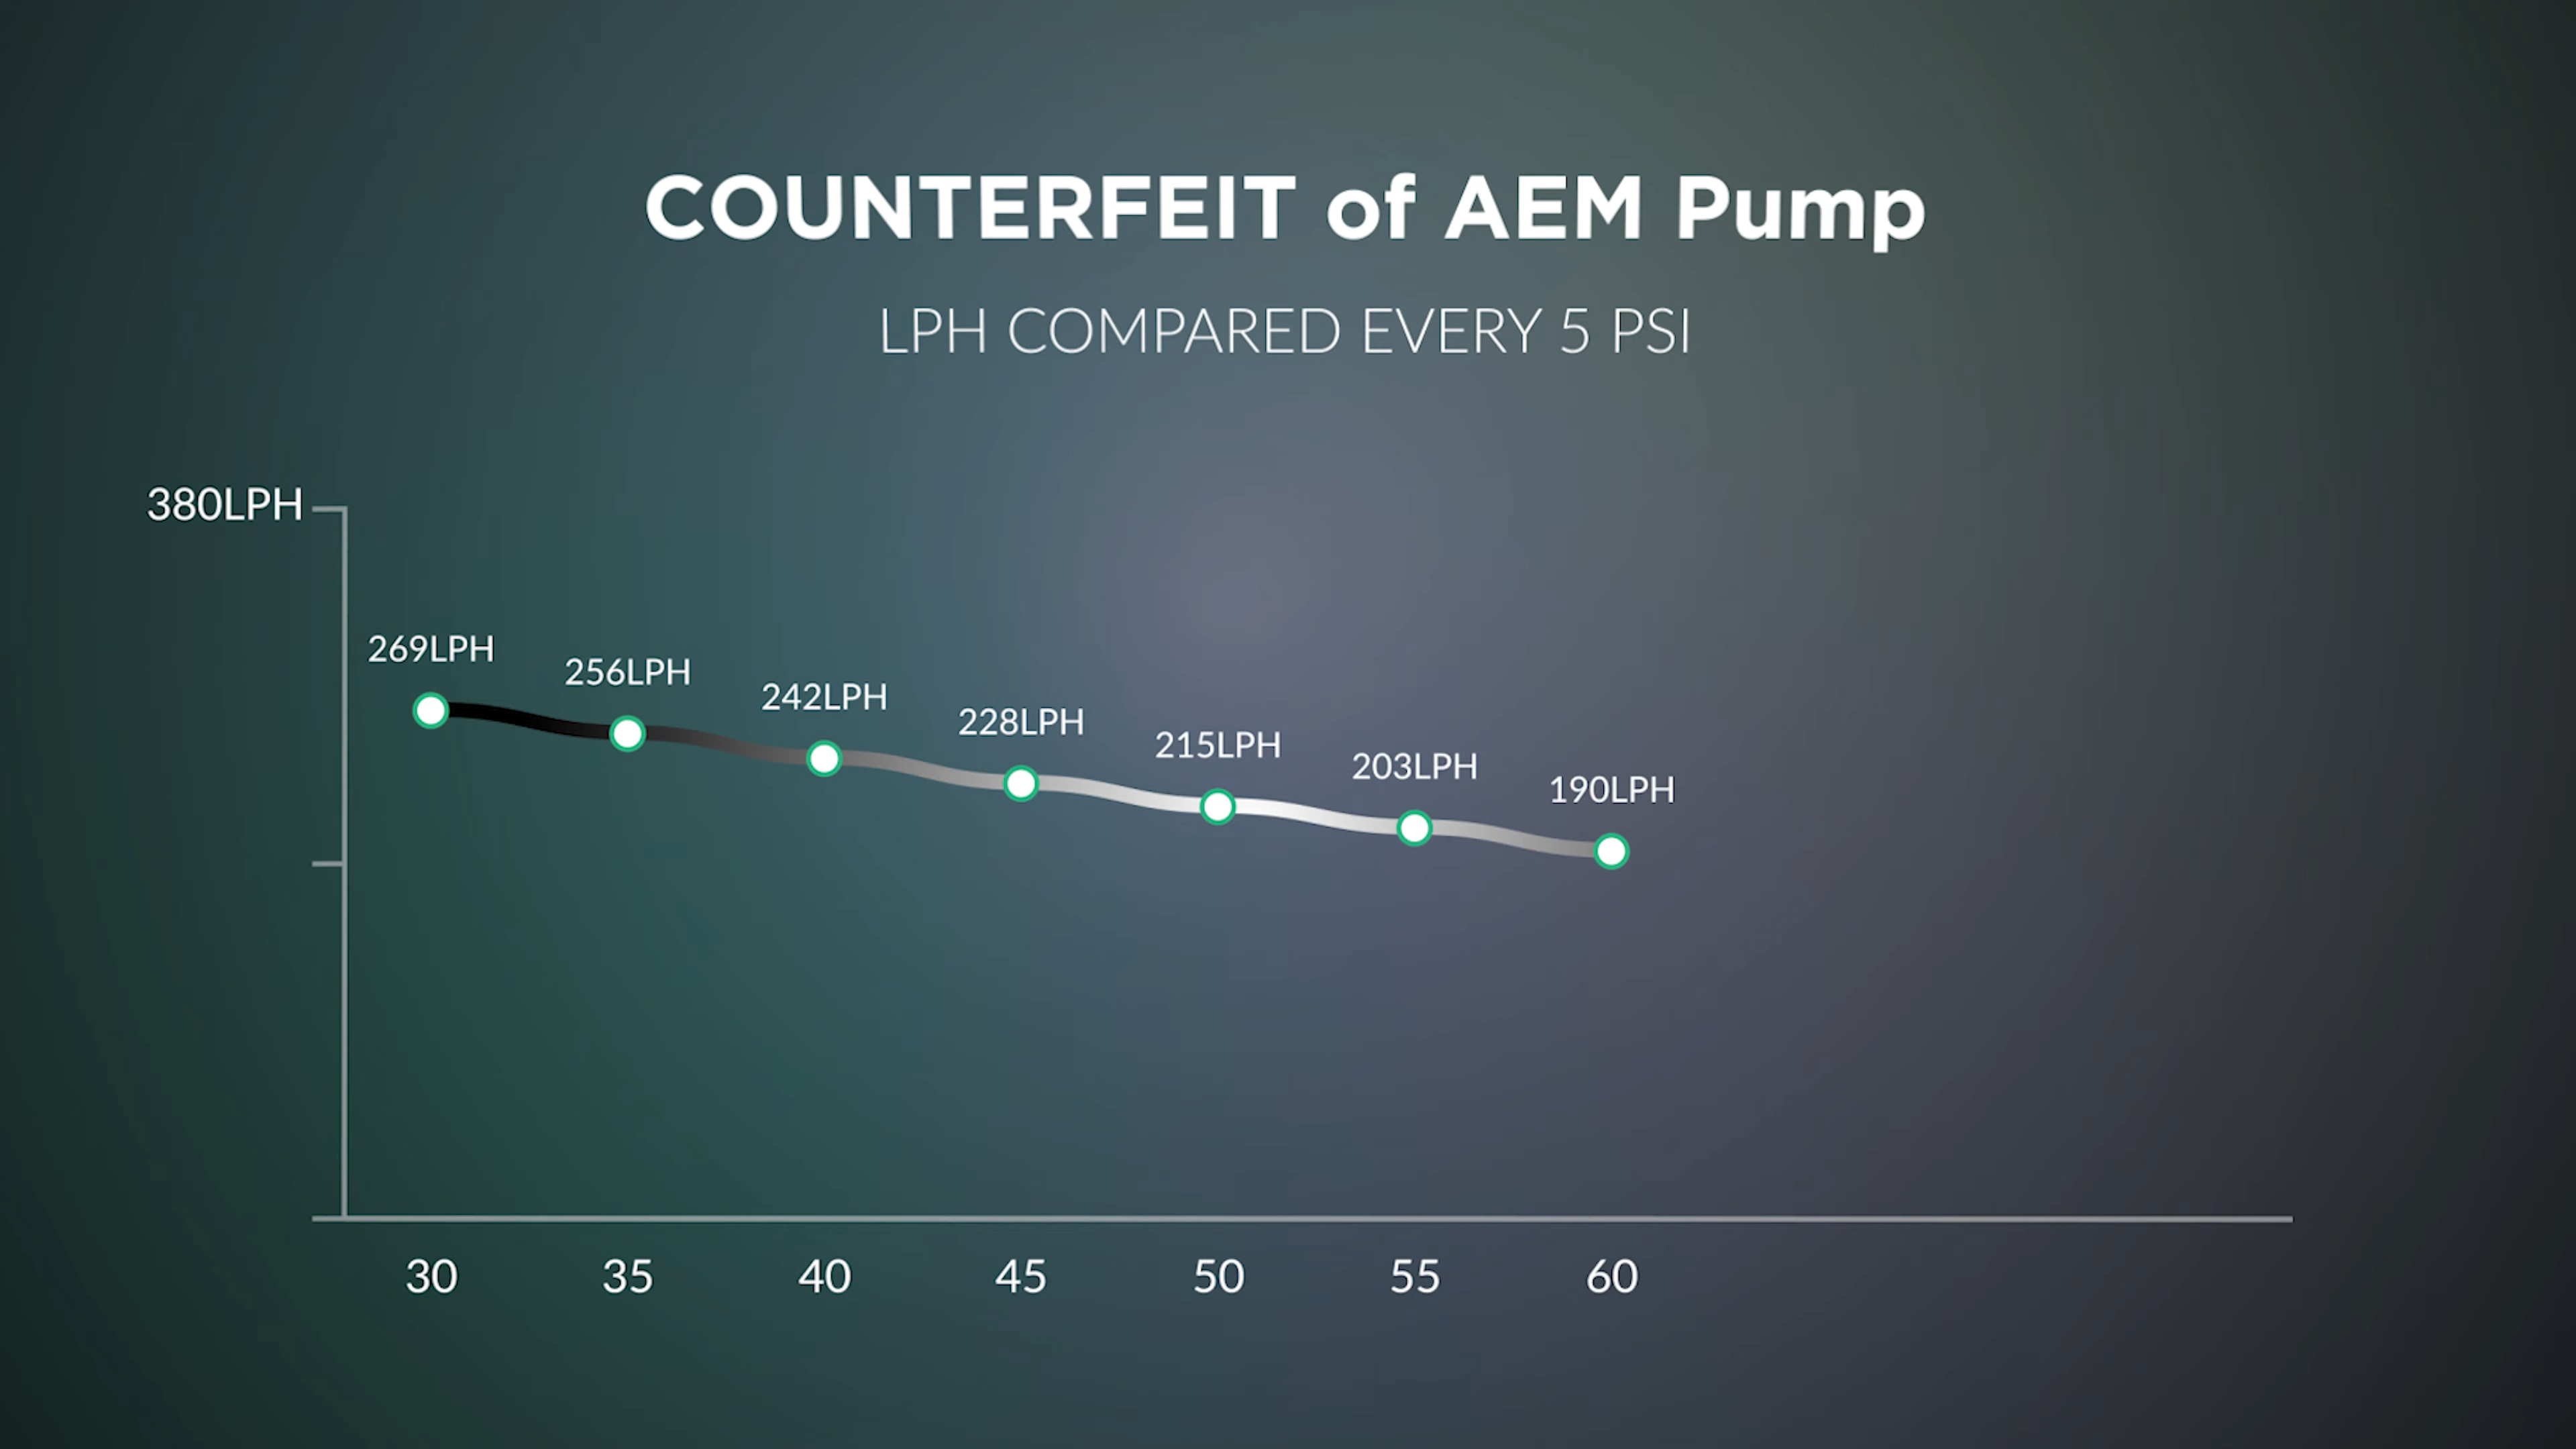 COUNTERFEIT of AEM Pump
LPH COMPARED EVERY 5 PSI
380LPH
269LPH
256LPH
242LPH
228LPH
215LPH
203LPH
190LPH
30 35 40 45 50 55 60